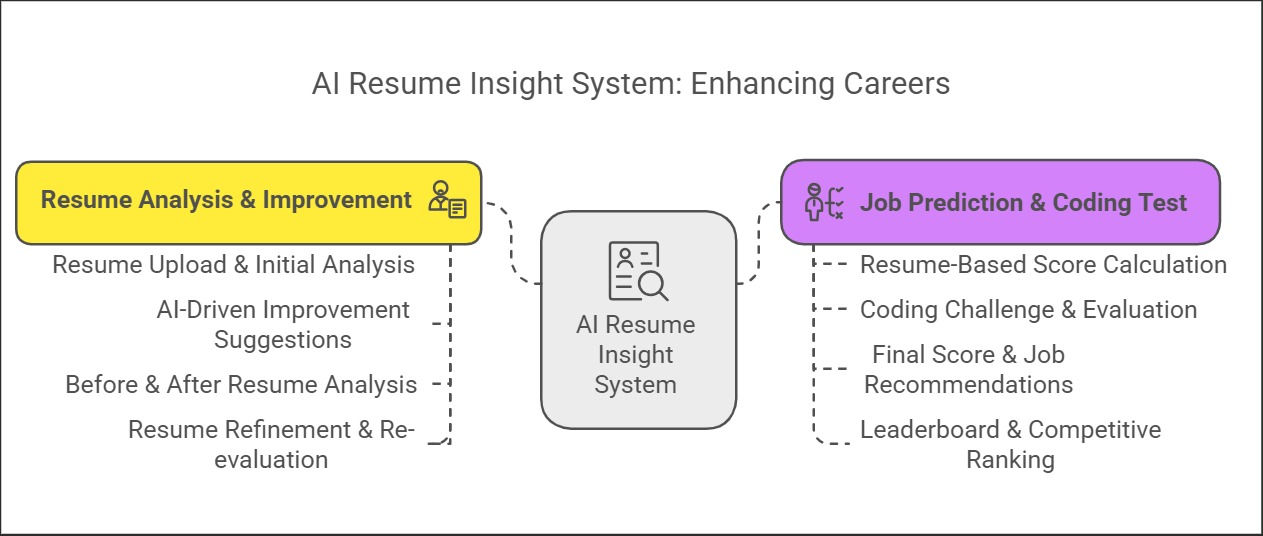 AI Resume Insight System: Enhancing Careers
Resume Analysis & Improvement
Resume Upload & Initial Analysis
AI-Driven Improvement
Suggestions
Before & After Resume Analysis
Resume Refinement & Re-
evaluation
AI Resume
Insight
System
Job Prediction & Coding Test
Resume-Based Score Calculation
Coding Challenge & Evaluation
Final Score & Job
Recommendations
Leaderboard & Competitive
Ranking